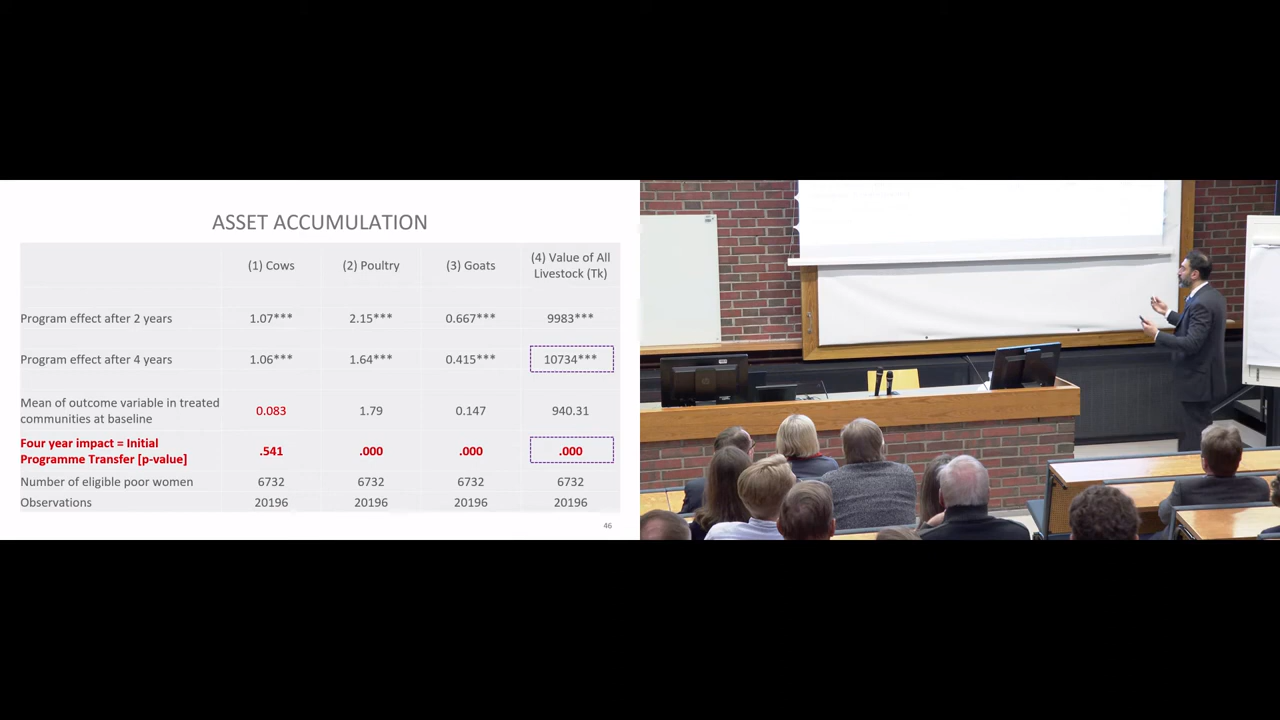 ASSET ACCUMULATION
(1) Cows (2) Poultry (3) Goats (4) Value of All
Livestock (Tk)
Program effect after 2 years 1.07*** 2.15*** 0.667*** 9983***
Program effect after 4 years 1.06*** 1.64*** 0.415*** 10734***
Mean of outcome variable in treated
communities at baseline 0.083 1.79 0.147 940.31
Four year impact = Initial
Programme Transfer [p-value] .541 .000 .000 .000
Number of eligible poor women 6732 6732 6732 6732
Observations 20196 20196 20196 20196
46